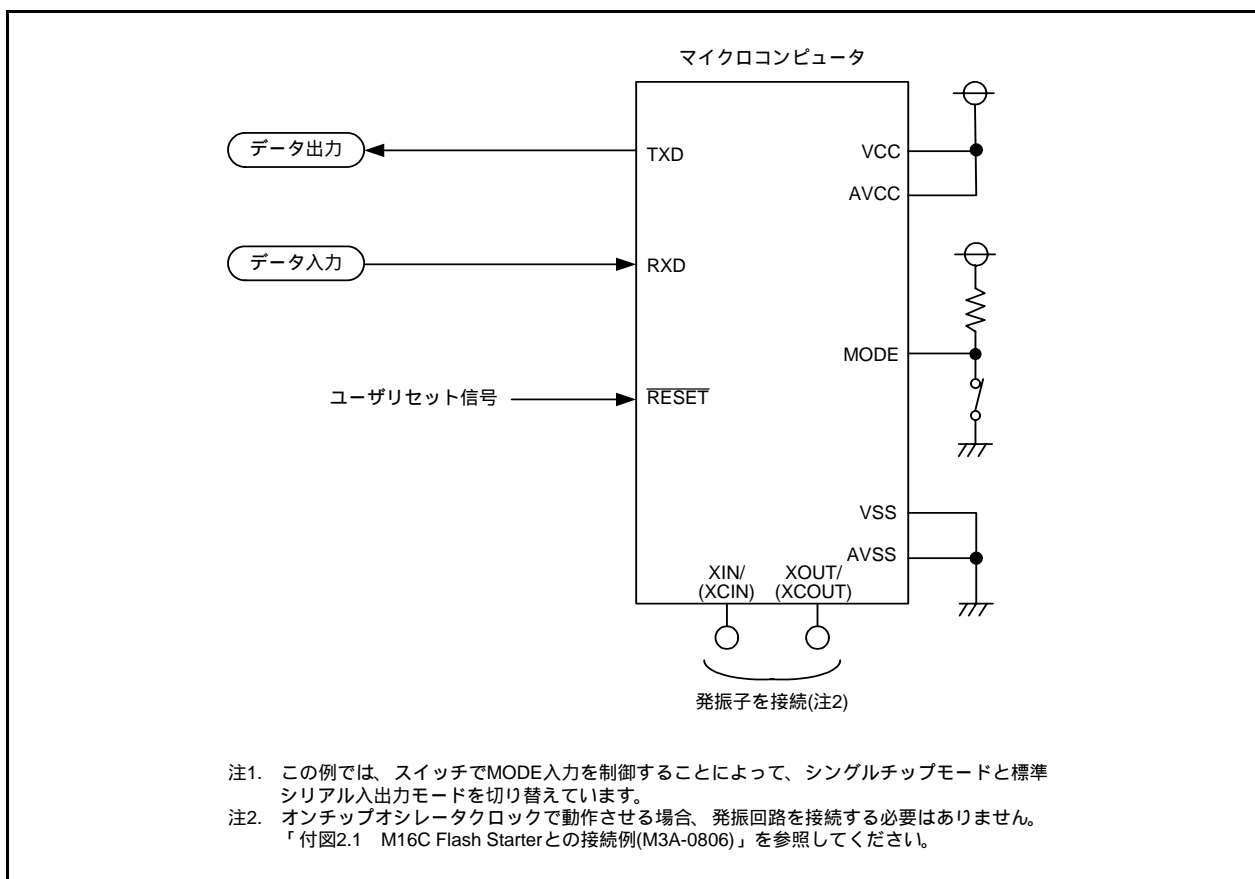 マイクロコンピュータ
データ出力
TXD
VCC
AVCC
データ入力
RXD
MODE
ユーザリセット信号
RESET
VSS
AVSS
XIN/
(XCIN)
XOUT/
(XCOUT)
発振子を接続(注2)
注1. この例では、スイッチでMODE入力を制御することによって、シングルチップモードと標準
シリアル入出力モードを切り替えています。
注2. オンチップオシレータクロックで動作させる場合、発振回路を接続する必要はありません。
「付図2.1 M16C Flash Starterとの接続例(M3A-0806)」を参照してください。